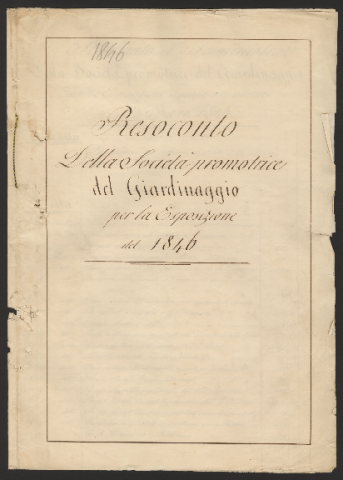 1846
Resoconto
Della Società promotrice
del Giardinaggio
per la Esposizione
del 1846